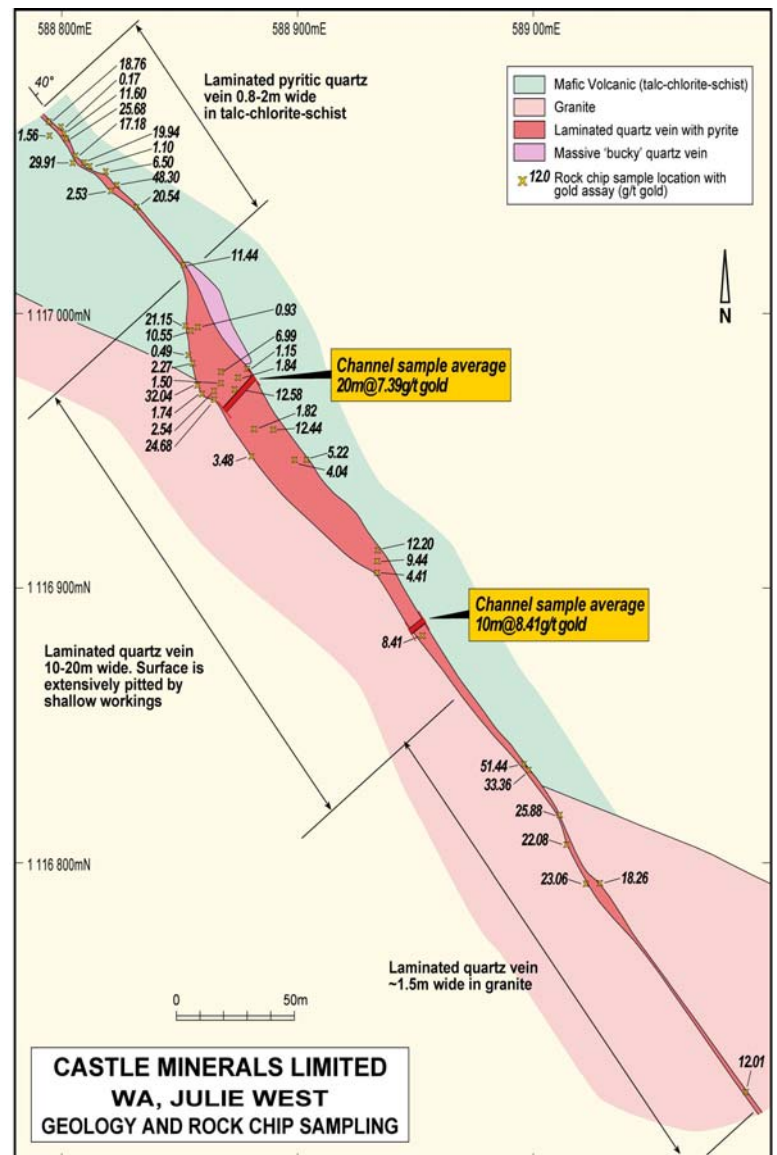 588 800mE
588 900mE
589 00mE
40°
18.76
0.17
11.60
25.68
17.18
1.56
19.94
1.10
6.50
29.91
48.30
2.53
20.54
Laminated pyritic quartz
vein 0.8-2m wide
in talc-chlorite-schist
Mafic Volcanic (talc-chlorite-schist)
Granite
Laminated quartz vein with pyrite
Massive 'bucky' quartz vein
12.0 Rock chip sample location with
gold assay (g/t gold)
N
11.44
1 117 000mN
21.15
0.93
10.55
6.99
0.49
1.15
2.27
1.84
1.50
32.04
12.58
1.74
1.82
2.54
12.44
24.68
5.22
3.48
4.04
Channel sample average
20m@7.39g/t gold
12.20
9.44
4.41
1 116 900mN
Channel sample average
10m@8.41g/t gold
8.41
Laminated quartz vein
10-20m wide. Surface is
extensively pitted by
shallow workings
51.44
33.36
25.88
22.08
1 116 800mN
23.06
18.26
Laminated quartz vein
~1.5m wide in granite
0
50m
12.01
CASTLE MINERALS LIMITED
WA, JULIE WEST
GEOLOGY AND ROCK CHIP SAMPLING